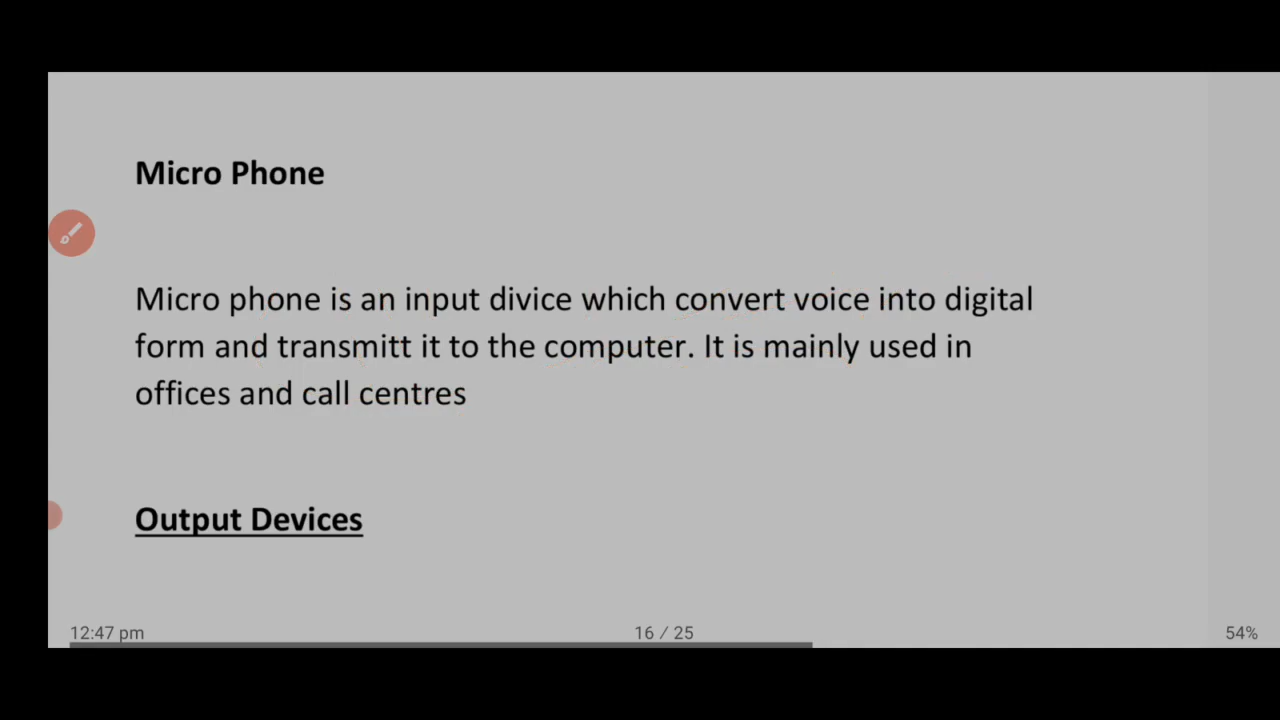 Micro Phone
Micro phone is an input divice which convert voice into digital
form and transmitt it to the computer. It is mainly used in
offices and call centres
Output Devices
12:47 pm
16 / 25
54%